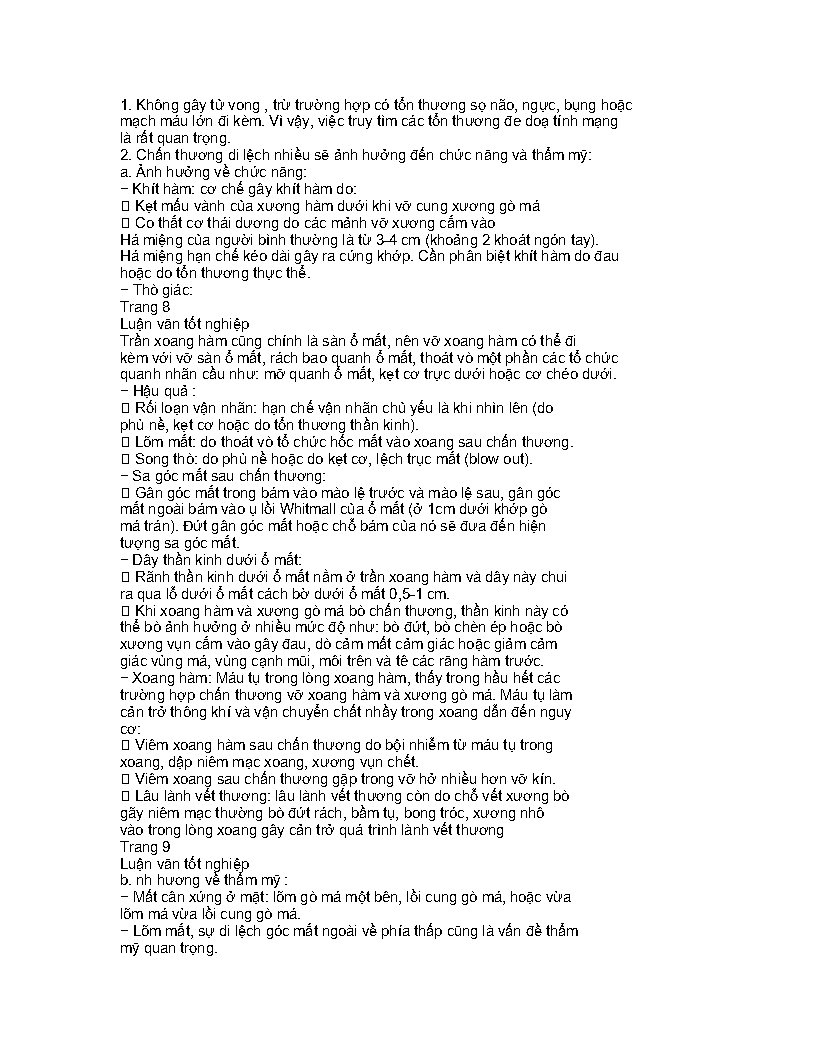 1. Không gây tử vong , trừ trường hợp có tổn thương sọ não, ngực, bụng hoặc
mạch máu lớn đi kèm. Vì vậy, việc truy tìm các tổn thương đe doạ tính mạng
là rất quan trọng.
2. Chấn thương di lệch nhiều sẽ ảnh hưởng đến chức năng và thẩm mỹ:
a. Ảnh hưởng về chức năng:
− Khít hàm: cơ chế gây khít hàm do:
 Kẹt mấu vành của xương hàm dưới khi vỡ cung xương gò má
 Co thắt cơ thái dương do các mảnh vỡ xương cấm vào
Há miệng của người bình thường là từ 3-4 cm (khoảng 2 khoát ngón tay).
Há miệng hạn chế kéo dài gây ra cứng khớp. Cần phân biệt khít hàm do đau
hoặc do tổn thương thực thể.
− Thò giác:
Trang 8
Luận văn tốt nghiệp
Trần xoang hàm cũng chính là sàn ổ mắt, nên vỡ xoang hàm có thể đi
kèm với vỡ sàn ổ mắt, rách bao quanh ổ mắt, thoát vò một phần các tổ chức
quanh nhãn cầu như: mỡ quanh ổ mắt, kẹt cơ trực dưới hoặc cơ chéo dưới.
− Hậu quả :
 Rối loạn vận nhãn: hạn chế vận nhãn chủ yếu là khi nhìn lên (do
phù nề, kẹt cơ hoặc do tổn thương thần kinh).
 Lõm mắt: do thoát vò tổ chức hốc mắt vào xoang sau chấn thương.
 Song thò: do phù nề hoặc do kẹt cơ, lệch trục mắt (blow out).
− Sa góc mắt sau chấn thương:
 Gân góc mắt trong bám vào mào lệ trước và mào lệ sau, gân góc
mắt ngoài bám vào ụ lồi Whitmall của ổ mắt (ở 1cm dưới khớp gò
má trán). Đứt gân góc mắt hoặc chỗ bám của nó sẽ đưa đến hiện
tượng sa góc mắt.
− Dây thần kinh dưới ổ mắt:
 Rãnh thần kinh dưới ổ mắt nằm ở trần xoang hàm và dây này chui
ra qua lỗ dưới ổ mắt cách bờ dưới ổ mắt 0,5-1 cm.
 Khi xoang hàm và xương gò má bò chấn thương, thần kinh này có
thể bò ảnh hưởng ở nhiều mức độ như: bò đứt, bò chèn ép hoặc bò
xương vụn cấm vào gây đau, dò cảm mất cảm giác hoặc giảm cảm
giác vùng má, vùng cạnh mũi, môi trên và tê các răng hàm trước.
− Xoang hàm: Máu tụ trong lòng xoang hàm, thấy trong hầu hết các
trường hợp chấn thương vỡ xoang hàm và xương gò má. Máu tụ làm
cản trở thông khí và vận chuyển chất nhầy trong xoang dẫn đến nguy
cơ:
 Viêm xoang hàm sau chấn thương do bội nhiễm từ máu tụ trong
xoang, dập niêm mạc xoang, xương vụn chết.
 Viêm xoang sau chấn thương gặp trong vỡ hở nhiều hơn vỡ kín.
 Lâu lành vết thương: lâu lành vết thương còn do chỗ vết xương bò
gãy niêm mạc thường bò đứt rách, bầm tụ, bong tróc, xương nhô
vào trong lòng xoang gây cản trở quá trình lành vết thương
Trang 9
Luận văn tốt nghiệp
b. nh hương về thẩm mỹ :
− Mất cân xứng ở mặt: lõm gò má một bên, lồi cung gò má, hoặc vừa
lõm má vừa lồi cung gò má.
− Lõm mắt, sự di lệch góc mắt ngoài về phía thấp cũng là vấn đề thẩm
mỹ quan trọng.